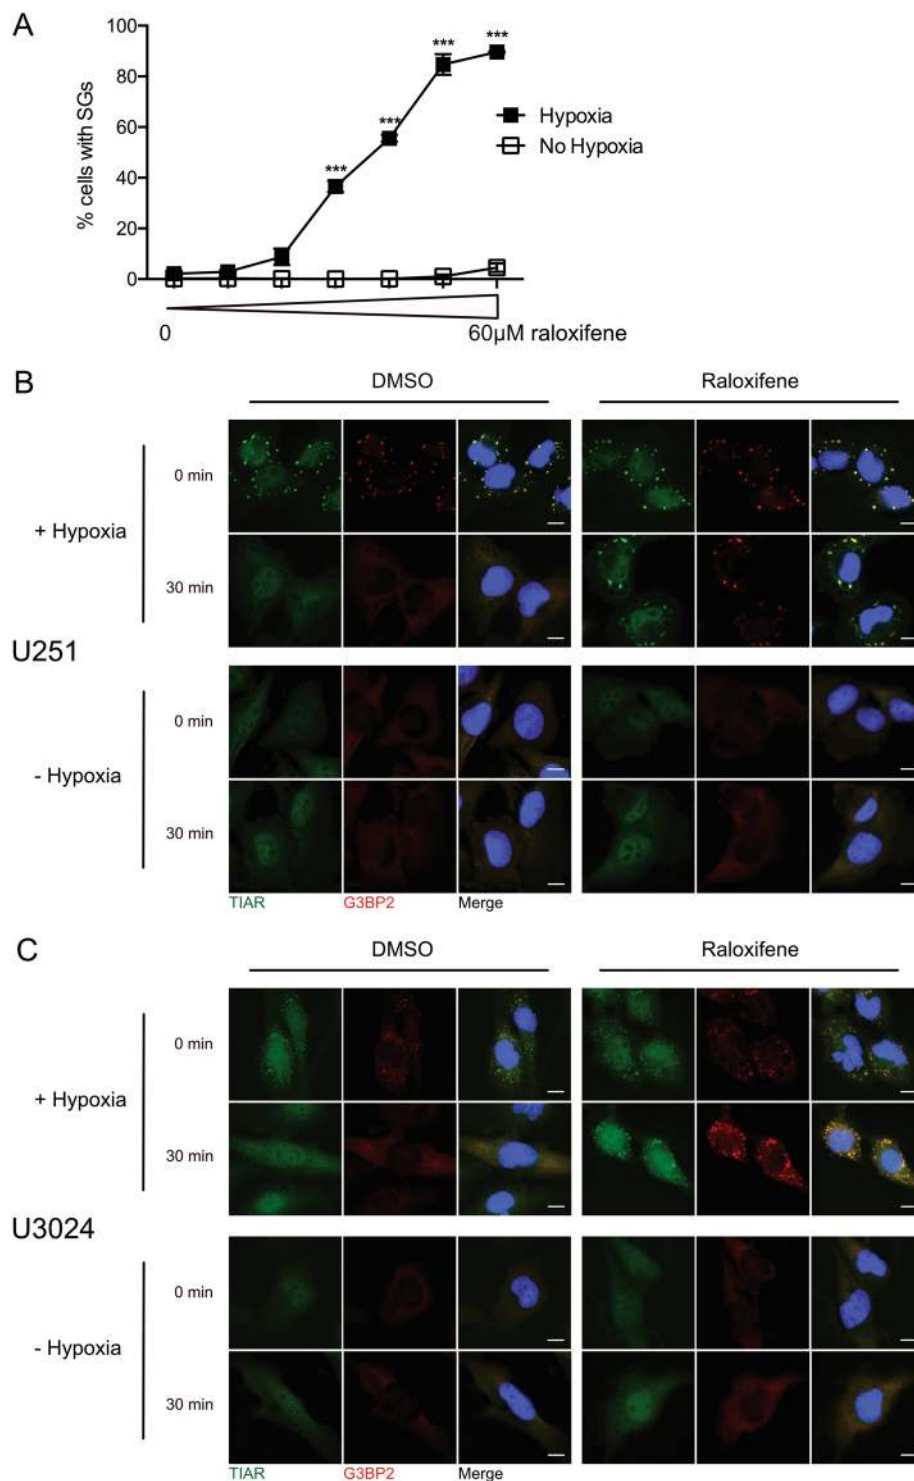 A
100
80
60
40
20
0
% cells with SGs
***
***
***
***
Hypoxia
No Hypoxia
0
60µM raloxifene
B
DMSO
Raloxifene
0 min
+ Hypoxia
30 min
U251
0 min
- Hypoxia
30 min
TIAR
G3BP2
Merge
C
DMSO
Raloxifene
0 min
+ Hypoxia
30 min
U3024
0 min
- Hypoxia
30 min
TIAR
G3BP2
Merge